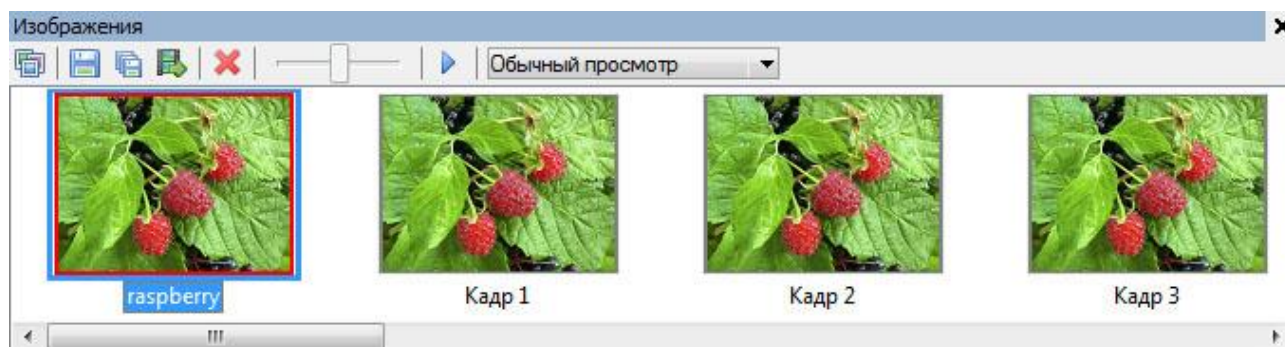 Изображения
Обычный просмотр
raspberry
Кадр 1
Кадр 2
Кадр 3